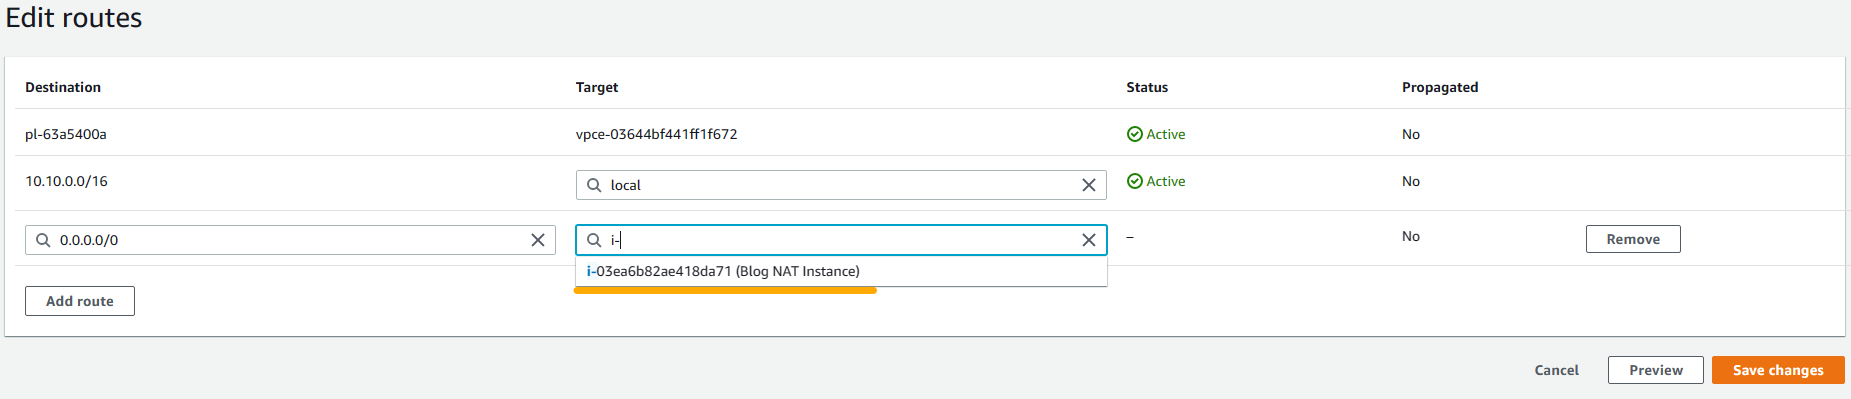 Edit routes
Destination Target Status Propagated
pl-63a5400a vpce-03644bf441ff1f672 Active No
10.10.0.0/16 local Active No
0.0.0.0/0 i- – No Remove
i-03ea6b82ae418da71 (Blog NAT Instance)
Add route
Cancel Preview Save changes